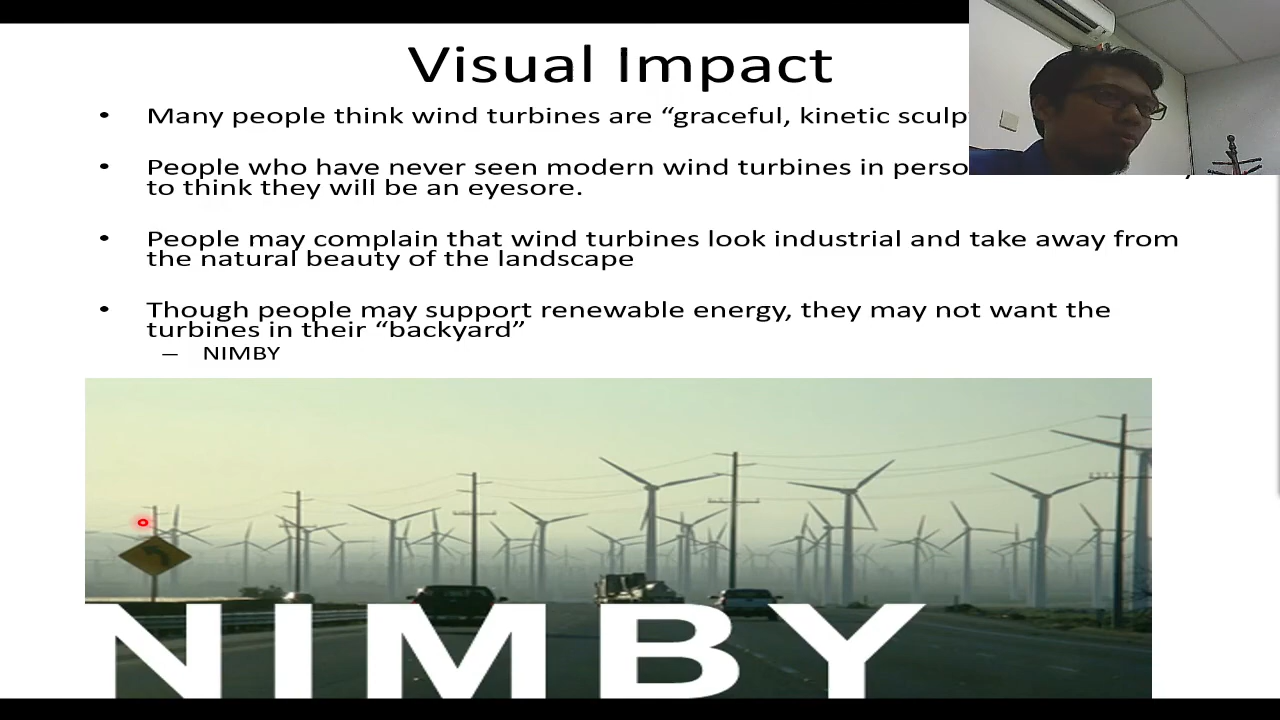 Visual Impact
• Many people think wind turbines are “graceful, kinetic
• People who have never seen modern wind turbines in
to think they will be an eyesore.
• People may complain that wind turbines look industrial and take away from
the natural beauty of the landscape
• Though people may support renewable energy, they may not want the
turbines in their “backyard”
– NIMBY
NIMBY